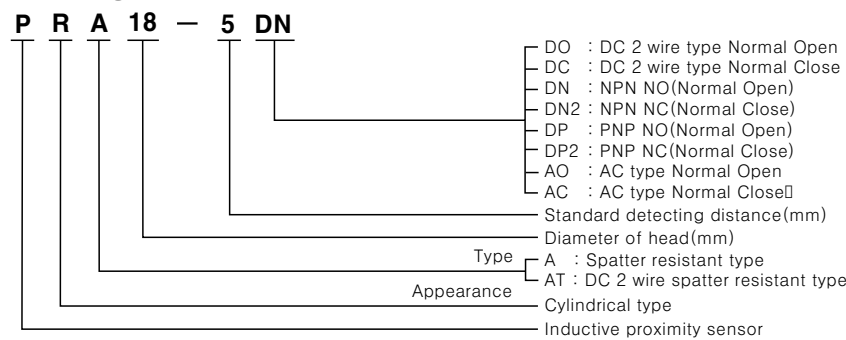 P R A 18 － 5 DN
DO : DC 2 wire type Normal Open
DC : DC 2 wire type Normal Close
DN : NPN NO(Normal Open)
DN2 : NPN NC(Normal Close)
DP : PNP NO(Normal Open)
DP2 : PNP NC(Normal Close)
AO : AC type Normal Open
AC : AC type Normal Close▯
Standard detecting distance(mm)
Diameter of head(mm)
Type A : Spatter resistant type
AT : DC 2 wire spatter resistant type
Appearance Cylindrical type
Inductive proximity sensor